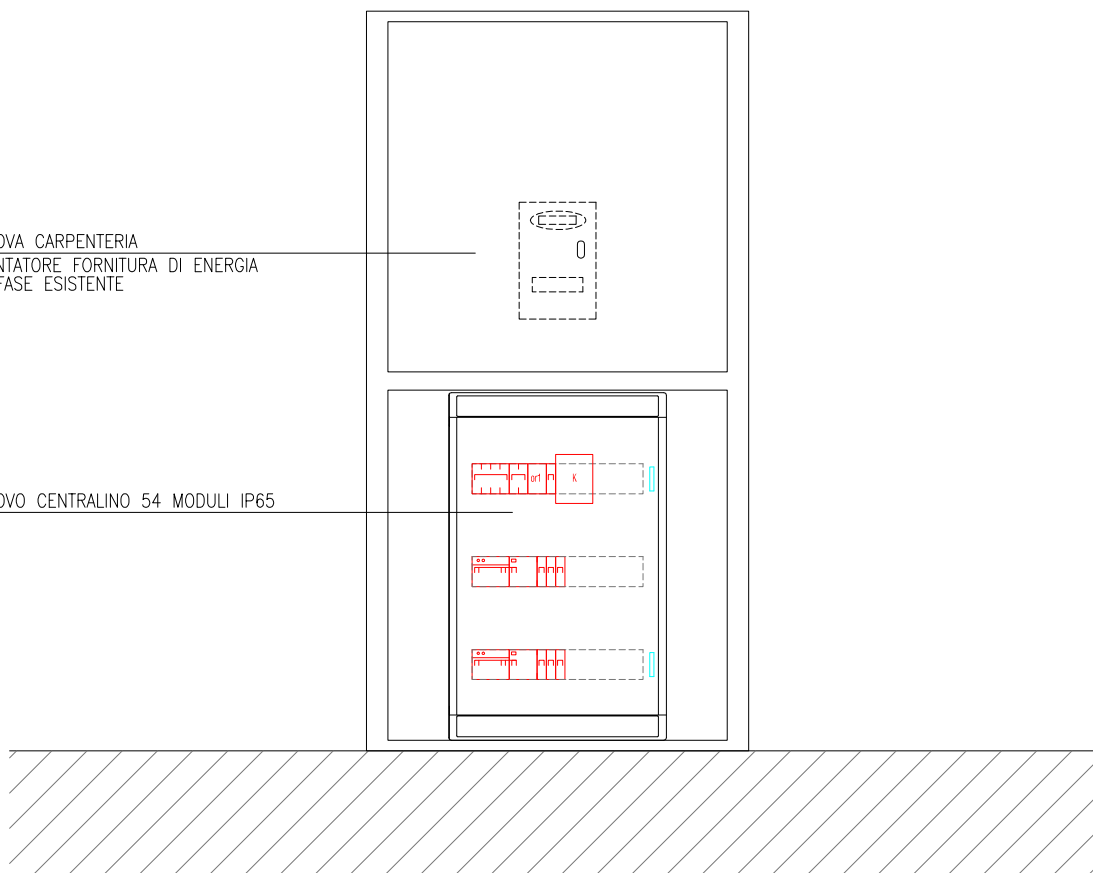 OVA CARPENTERIA
NTATORE FORNITURA DI ENERGIA
FASE ESISTENTE
or1 K
OVO CENTRALINO 54 MODULI IP65